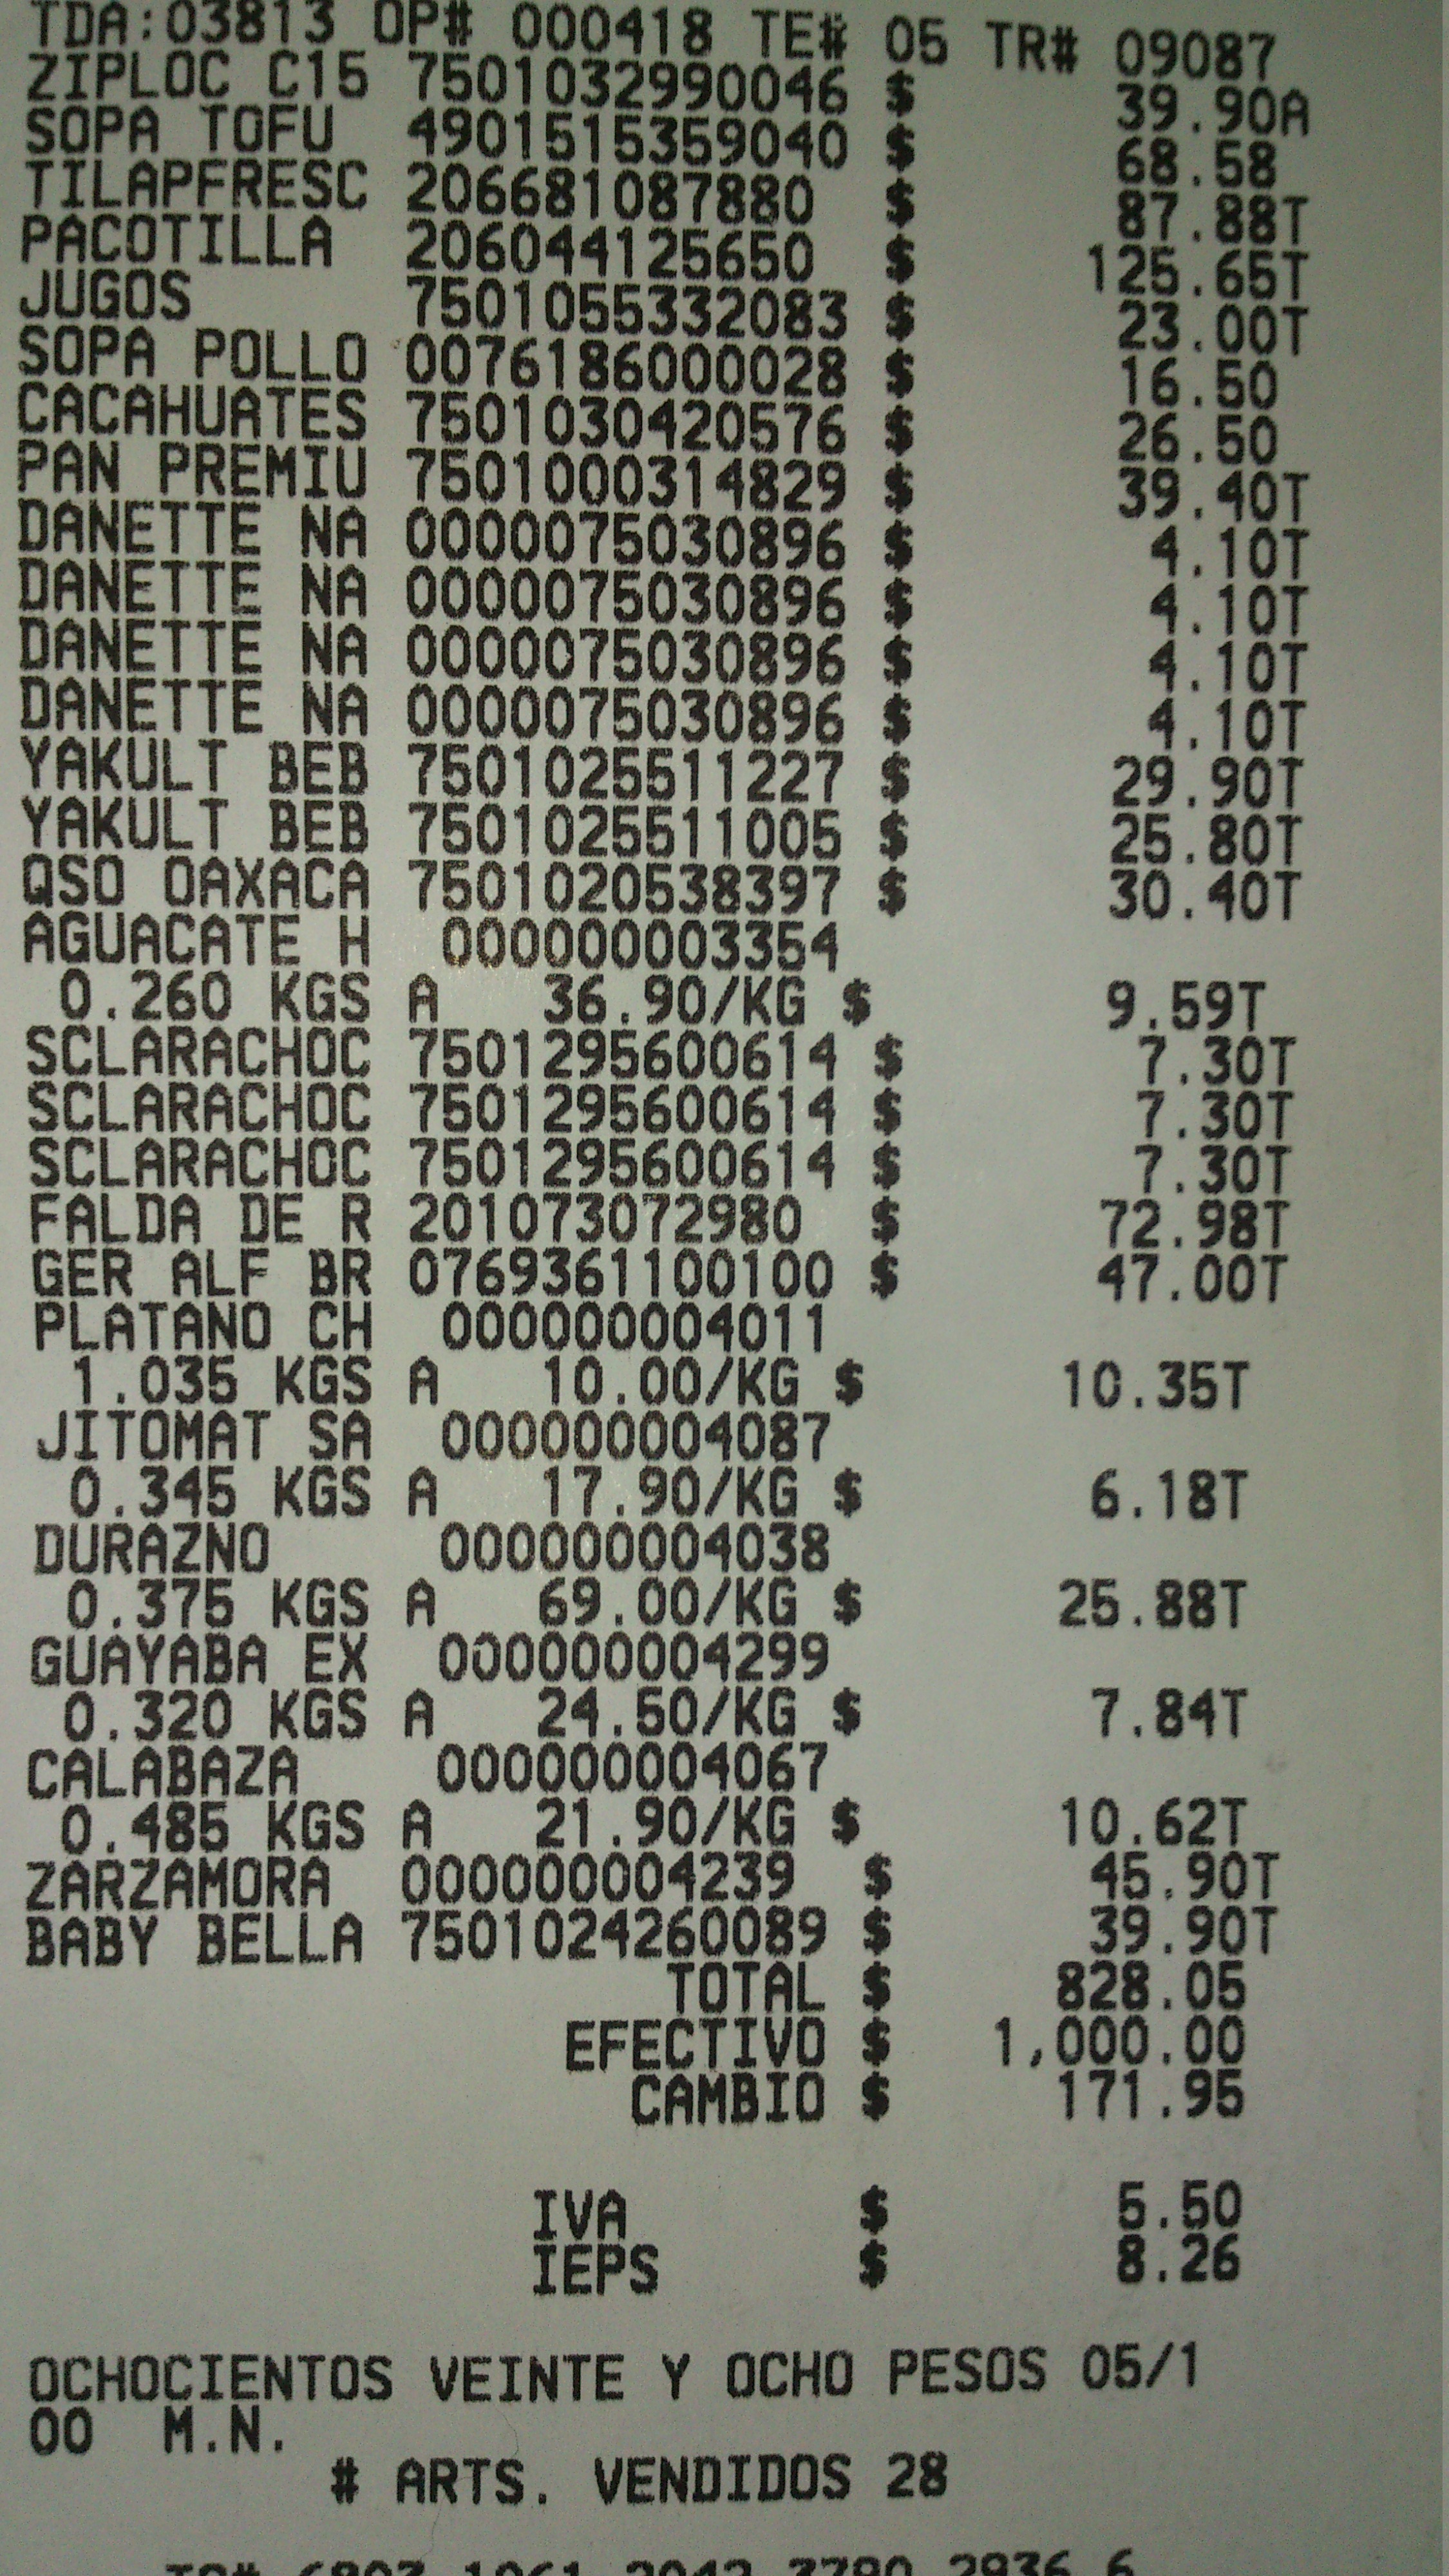 TDA:03813 OP# 000418 TE# 05 TR# 09087
ZIPLOC C15 7501032990046 $ 39.90A
SOPA TOFU 4901515359040 $ 68.58
TILAPFRESC 206681087880 $ 87.88T
PACOTILLA 206044125650 $ 125.65T
JUGOS 7501055332083 $ 23.00T
SOPA POLLO 0076186000028 $ 16.50
CACAHUATES 7501030420576 $ 26.50
PAN PREMIU 7501000314829 $ 39.40T
DANETTE NA 0000075030896 $ 4.10T
DANETTE NA 0000075030896 $ 4.10T
DANETTE NA 0000075030896 $ 4.10T
DANETTE NA 0000075030896 $ 4.10T
YAKULT BEB 7501025511227 $ 29.90T
YAKULT BEB 7501025511005 $ 25.80T
QSO OAXACA 7501020538397 $ 30.40T
AGUACATE H 000000003354
0.260 KGS A 36.90/KG $ 9.59T
SCLARACHOC 7501295600614 $ 7.30T
SCLARACHOC 7501295600614 $ 7.30T
SCLARACHOC 7501295600614 $ 7.30T
FALDA DE R 201073072980 $ 72.98T
GER ALF BR 0769361100100 $ 47.00T
PLATANO CH 000000004011
1.035 KGS A 10.00/KG $ 10.35T
JITOMAT SA 000000004087
0.345 KGS A 17.90/KG $ 6.18T
DURAZNO 000000004038
0.375 KGS A 69.00/KG $ 25.88T
GUAYABA EX 000000004299
0.320 KGS A 24.50/KG $ 7.84T
CALABAZA 000000004067
0.485 KGS A 21.90/KG $ 10.62T
ZARZAMORA 000000004239 $ 45.90T
BABY BELLA 7501024260089 $ 39.90T
TOTAL $ 828.05
EFECTIVO $ 1,000.00
CAMBIO $ 171.95
IVA $ 5.50
IEPS $ 8.26
OCHOCIENTOS VEINTE Y OCHO PESOS 05/1
00 M.N.
# ARTS. VENDIDOS 28